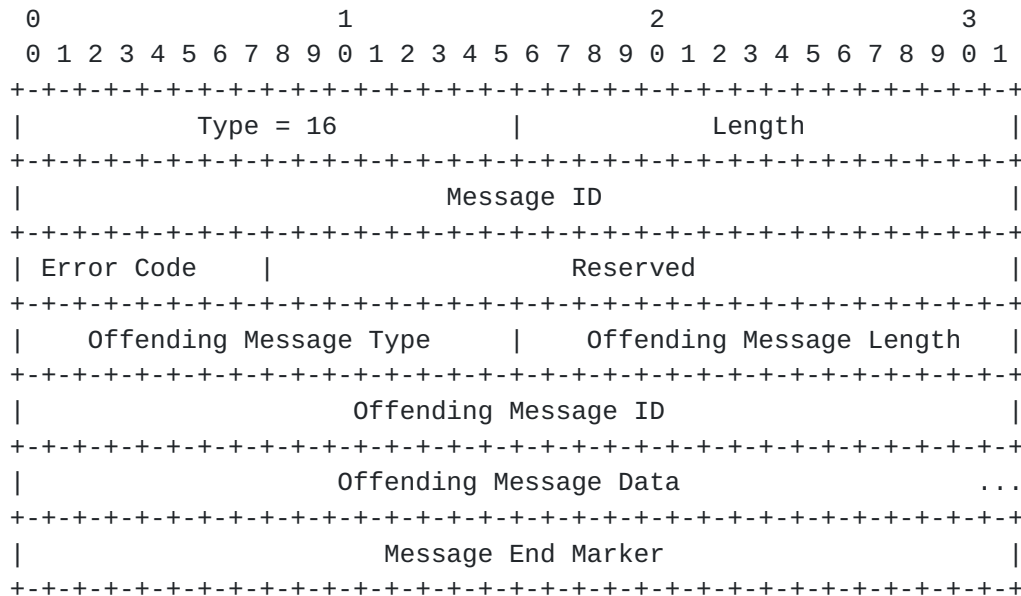 0                   1                   2                   3
 0 1 2 3 4 5 6 7 8 9 0 1 2 3 4 5 6 7 8 9 0 1 2 3 4 5 6 7 8 9 0 1
+-+-+-+-+-+-+-+-+-+-+-+-+-+-+-+-+-+-+-+-+-+-+-+-+-+-+-+-+-+-+-+-+
|           Type = 16           |            Length             |
+-+-+-+-+-+-+-+-+-+-+-+-+-+-+-+-+-+-+-+-+-+-+-+-+-+-+-+-+-+-+-+-+
|                           Message ID                          |
+-+-+-+-+-+-+-+-+-+-+-+-+-+-+-+-+-+-+-+-+-+-+-+-+-+-+-+-+-+-+-+-+
| Error Code    |                   Reserved                    |
+-+-+-+-+-+-+-+-+-+-+-+-+-+-+-+-+-+-+-+-+-+-+-+-+-+-+-+-+-+-+-+-+
|    Offending Message Type     |    Offending Message Length   |
+-+-+-+-+-+-+-+-+-+-+-+-+-+-+-+-+-+-+-+-+-+-+-+-+-+-+-+-+-+-+-+-+
|                     Offending Message ID                      |
+-+-+-+-+-+-+-+-+-+-+-+-+-+-+-+-+-+-+-+-+-+-+-+-+-+-+-+-+-+-+-+-+
|                    Offending Message Data                   ...
+-+-+-+-+-+-+-+-+-+-+-+-+-+-+-+-+-+-+-+-+-+-+-+-+-+-+-+-+-+-+-+-+
|                       Message End Marker                      |
+-+-+-+-+-+-+-+-+-+-+-+-+-+-+-+-+-+-+-+-+-+-+-+-+-+-+-+-+-+-+-+-+